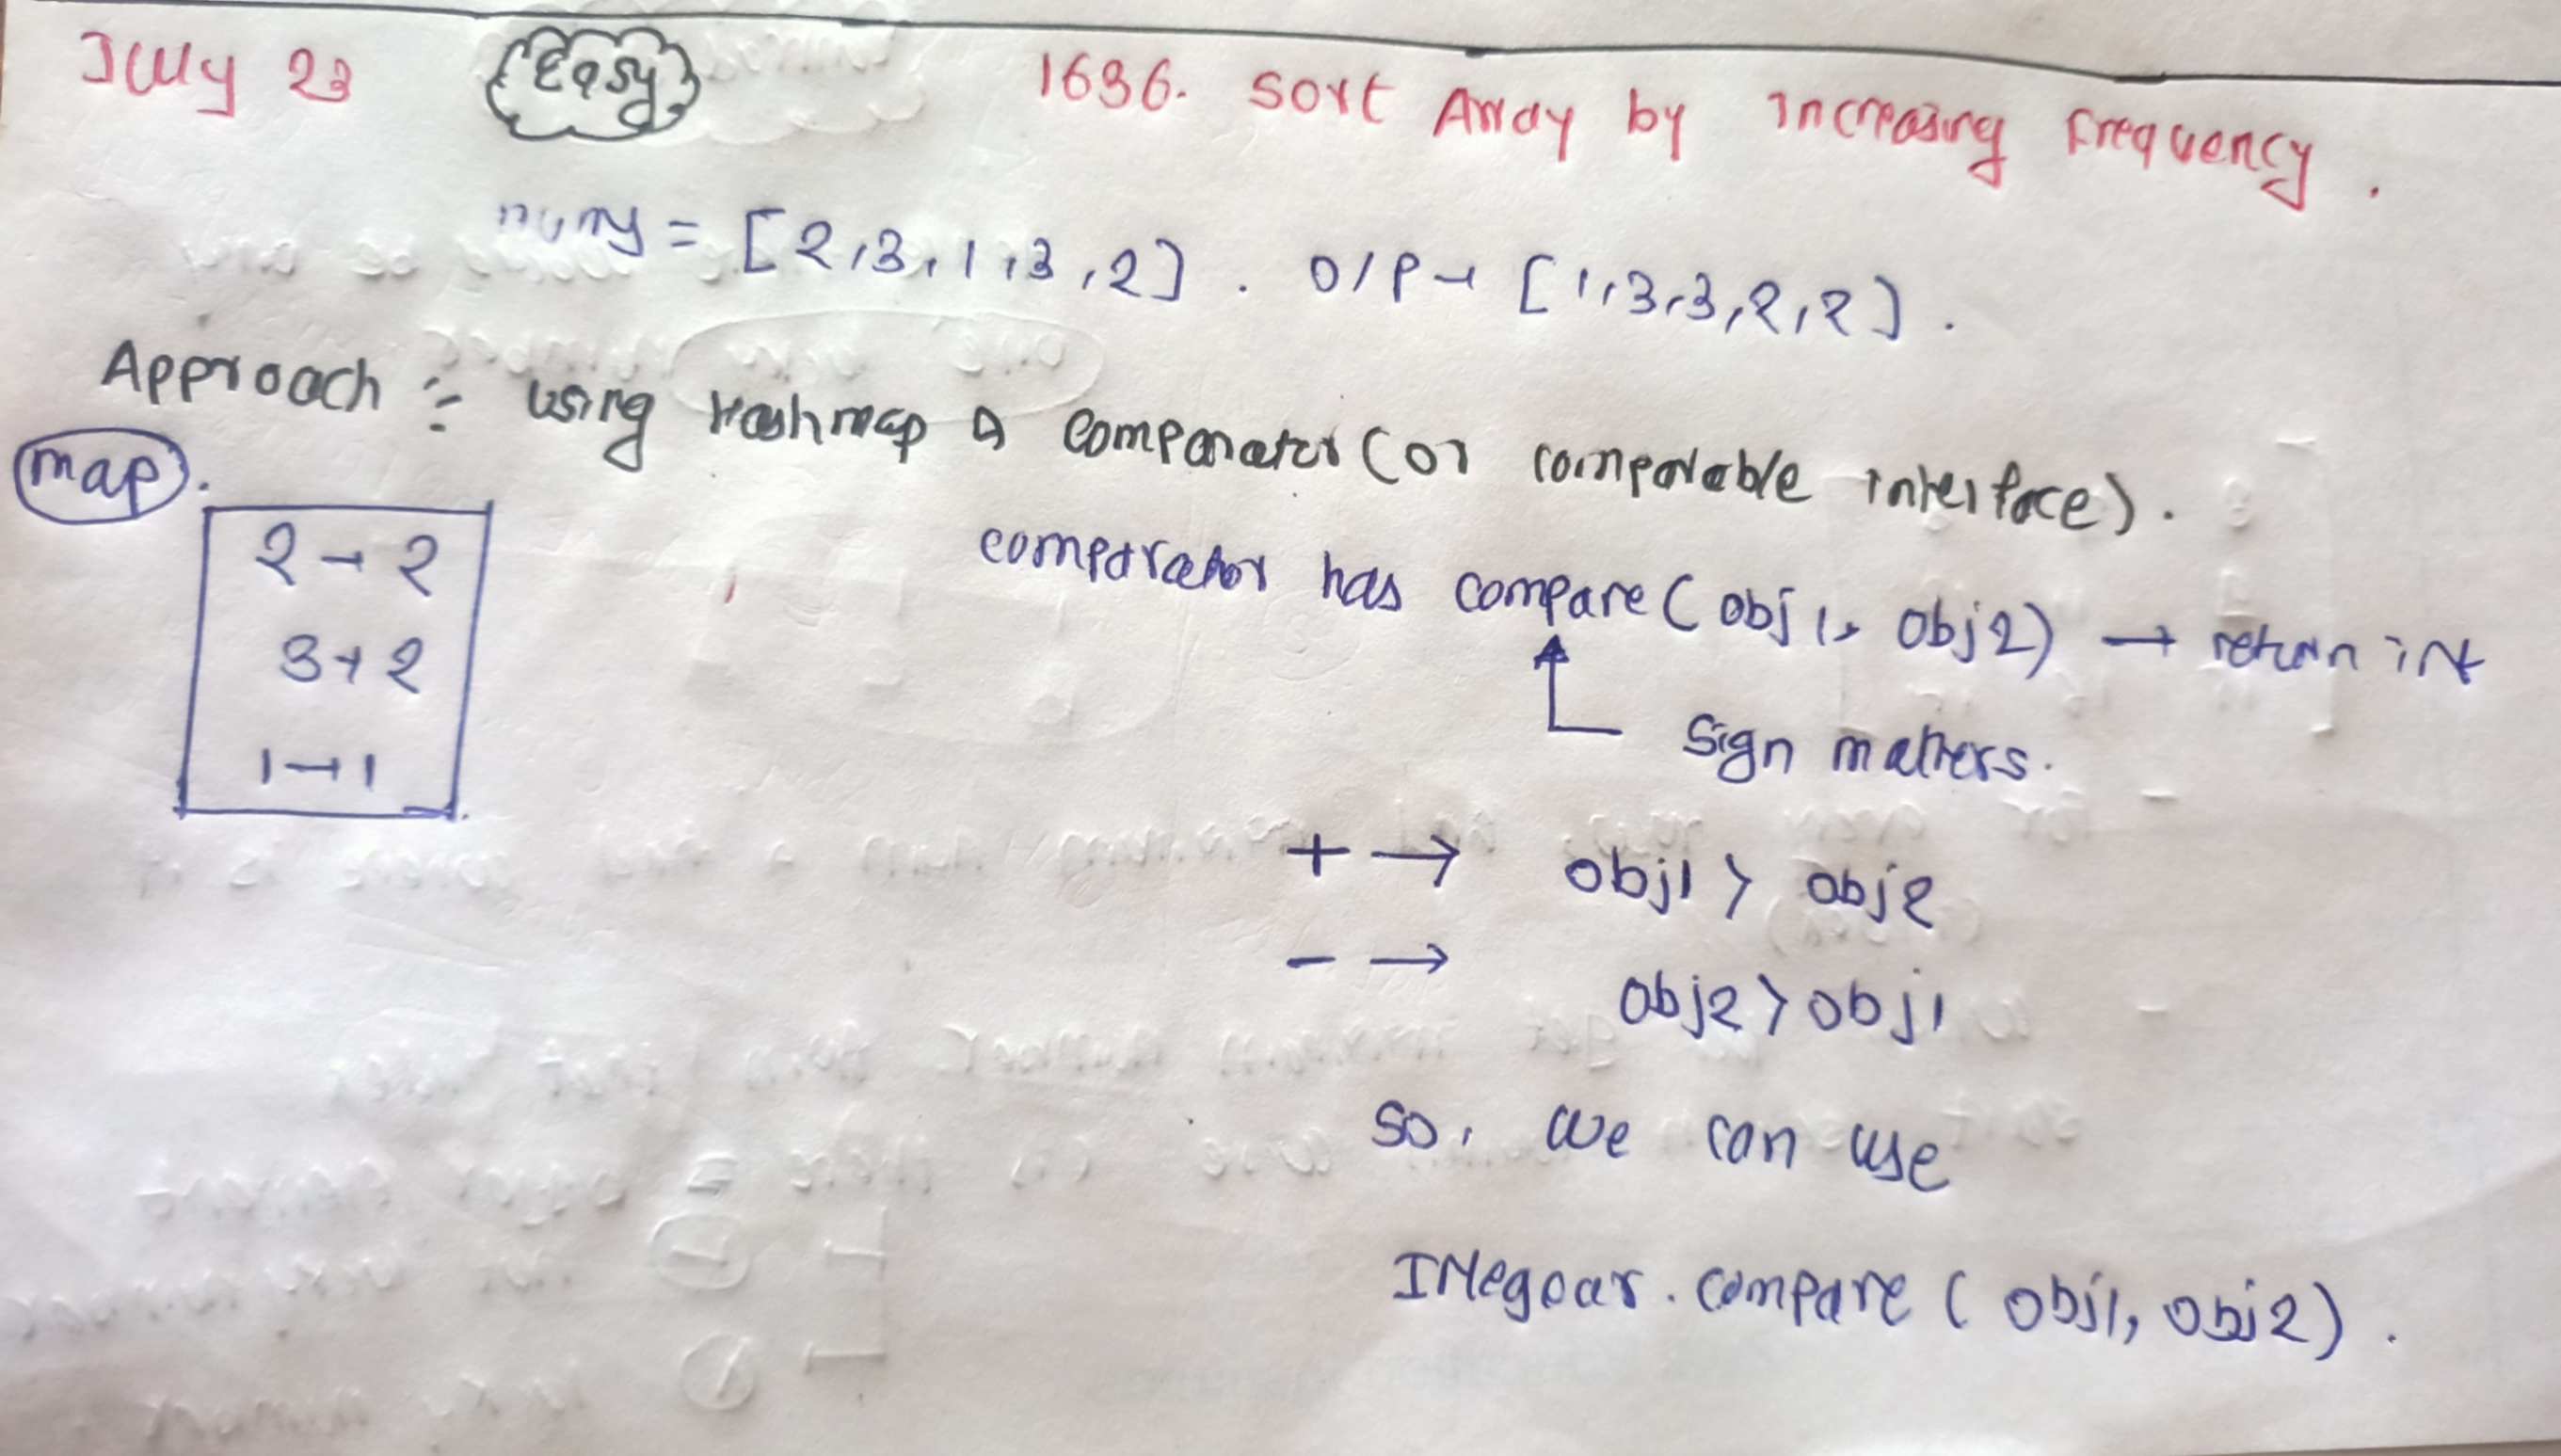 July 23 Easy 1636. Sort Array by Increasing Frequency.
nums = [2,3,1,3,2]. O/P → [1,3,3,2,2].
Approach :- using Hashmap & Comparator (or comparable interface).
map.
2 → 2
3 → 2
1 → 1
comparator has compare( obj1, obj2) → return int
Sign matters.
+ → obj1 > obj2
- → obj2 > obj1
so, we can use
INegear.compare ( obj1, obj2).